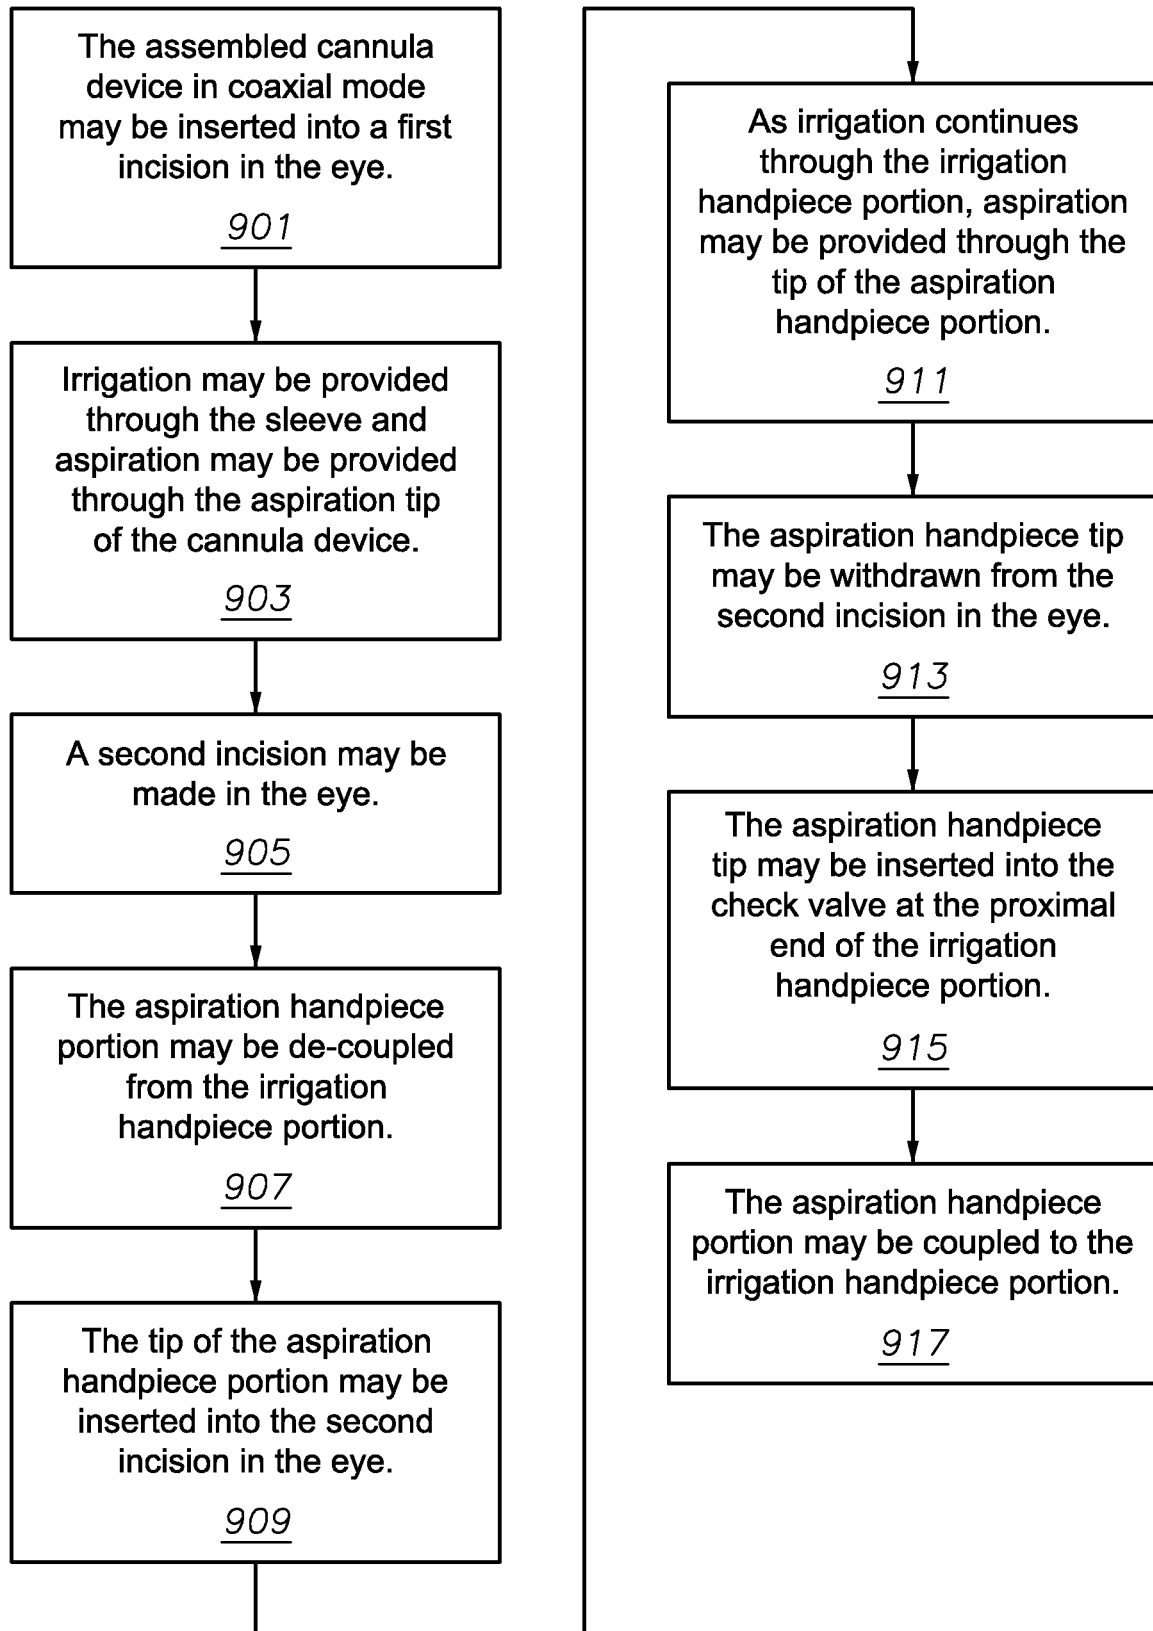 The assembled cannula
device in coaxial mode
may be inserted into a first
incision in the eye.
901
Irrigation may be provided
through the sleeve and
aspiration may be provided
through the aspiration tip
of the cannula device.
903
A second incision may be
made in the eye.
905
The aspiration handpiece
portion may be de-coupled
from the irrigation
handpiece portion.
907
The tip of the aspiration
handpiece portion may be
inserted into the second
incision in the eye.
909
As irrigation continues
through the irrigation
handpiece portion, aspiration
may be provided through the
tip of the aspiration
handpiece portion.
911
The aspiration handpiece tip
may be withdrawn from the
second incision in the eye.
913
The aspiration handpiece
tip may be inserted into the
check valve at the proximal
end of the irrigation
handpiece portion.
915
The aspiration handpiece
portion may be coupled to the
irrigation handpiece portion.
917